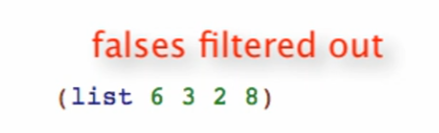 falses filtered out
(list 6 3 2 8)